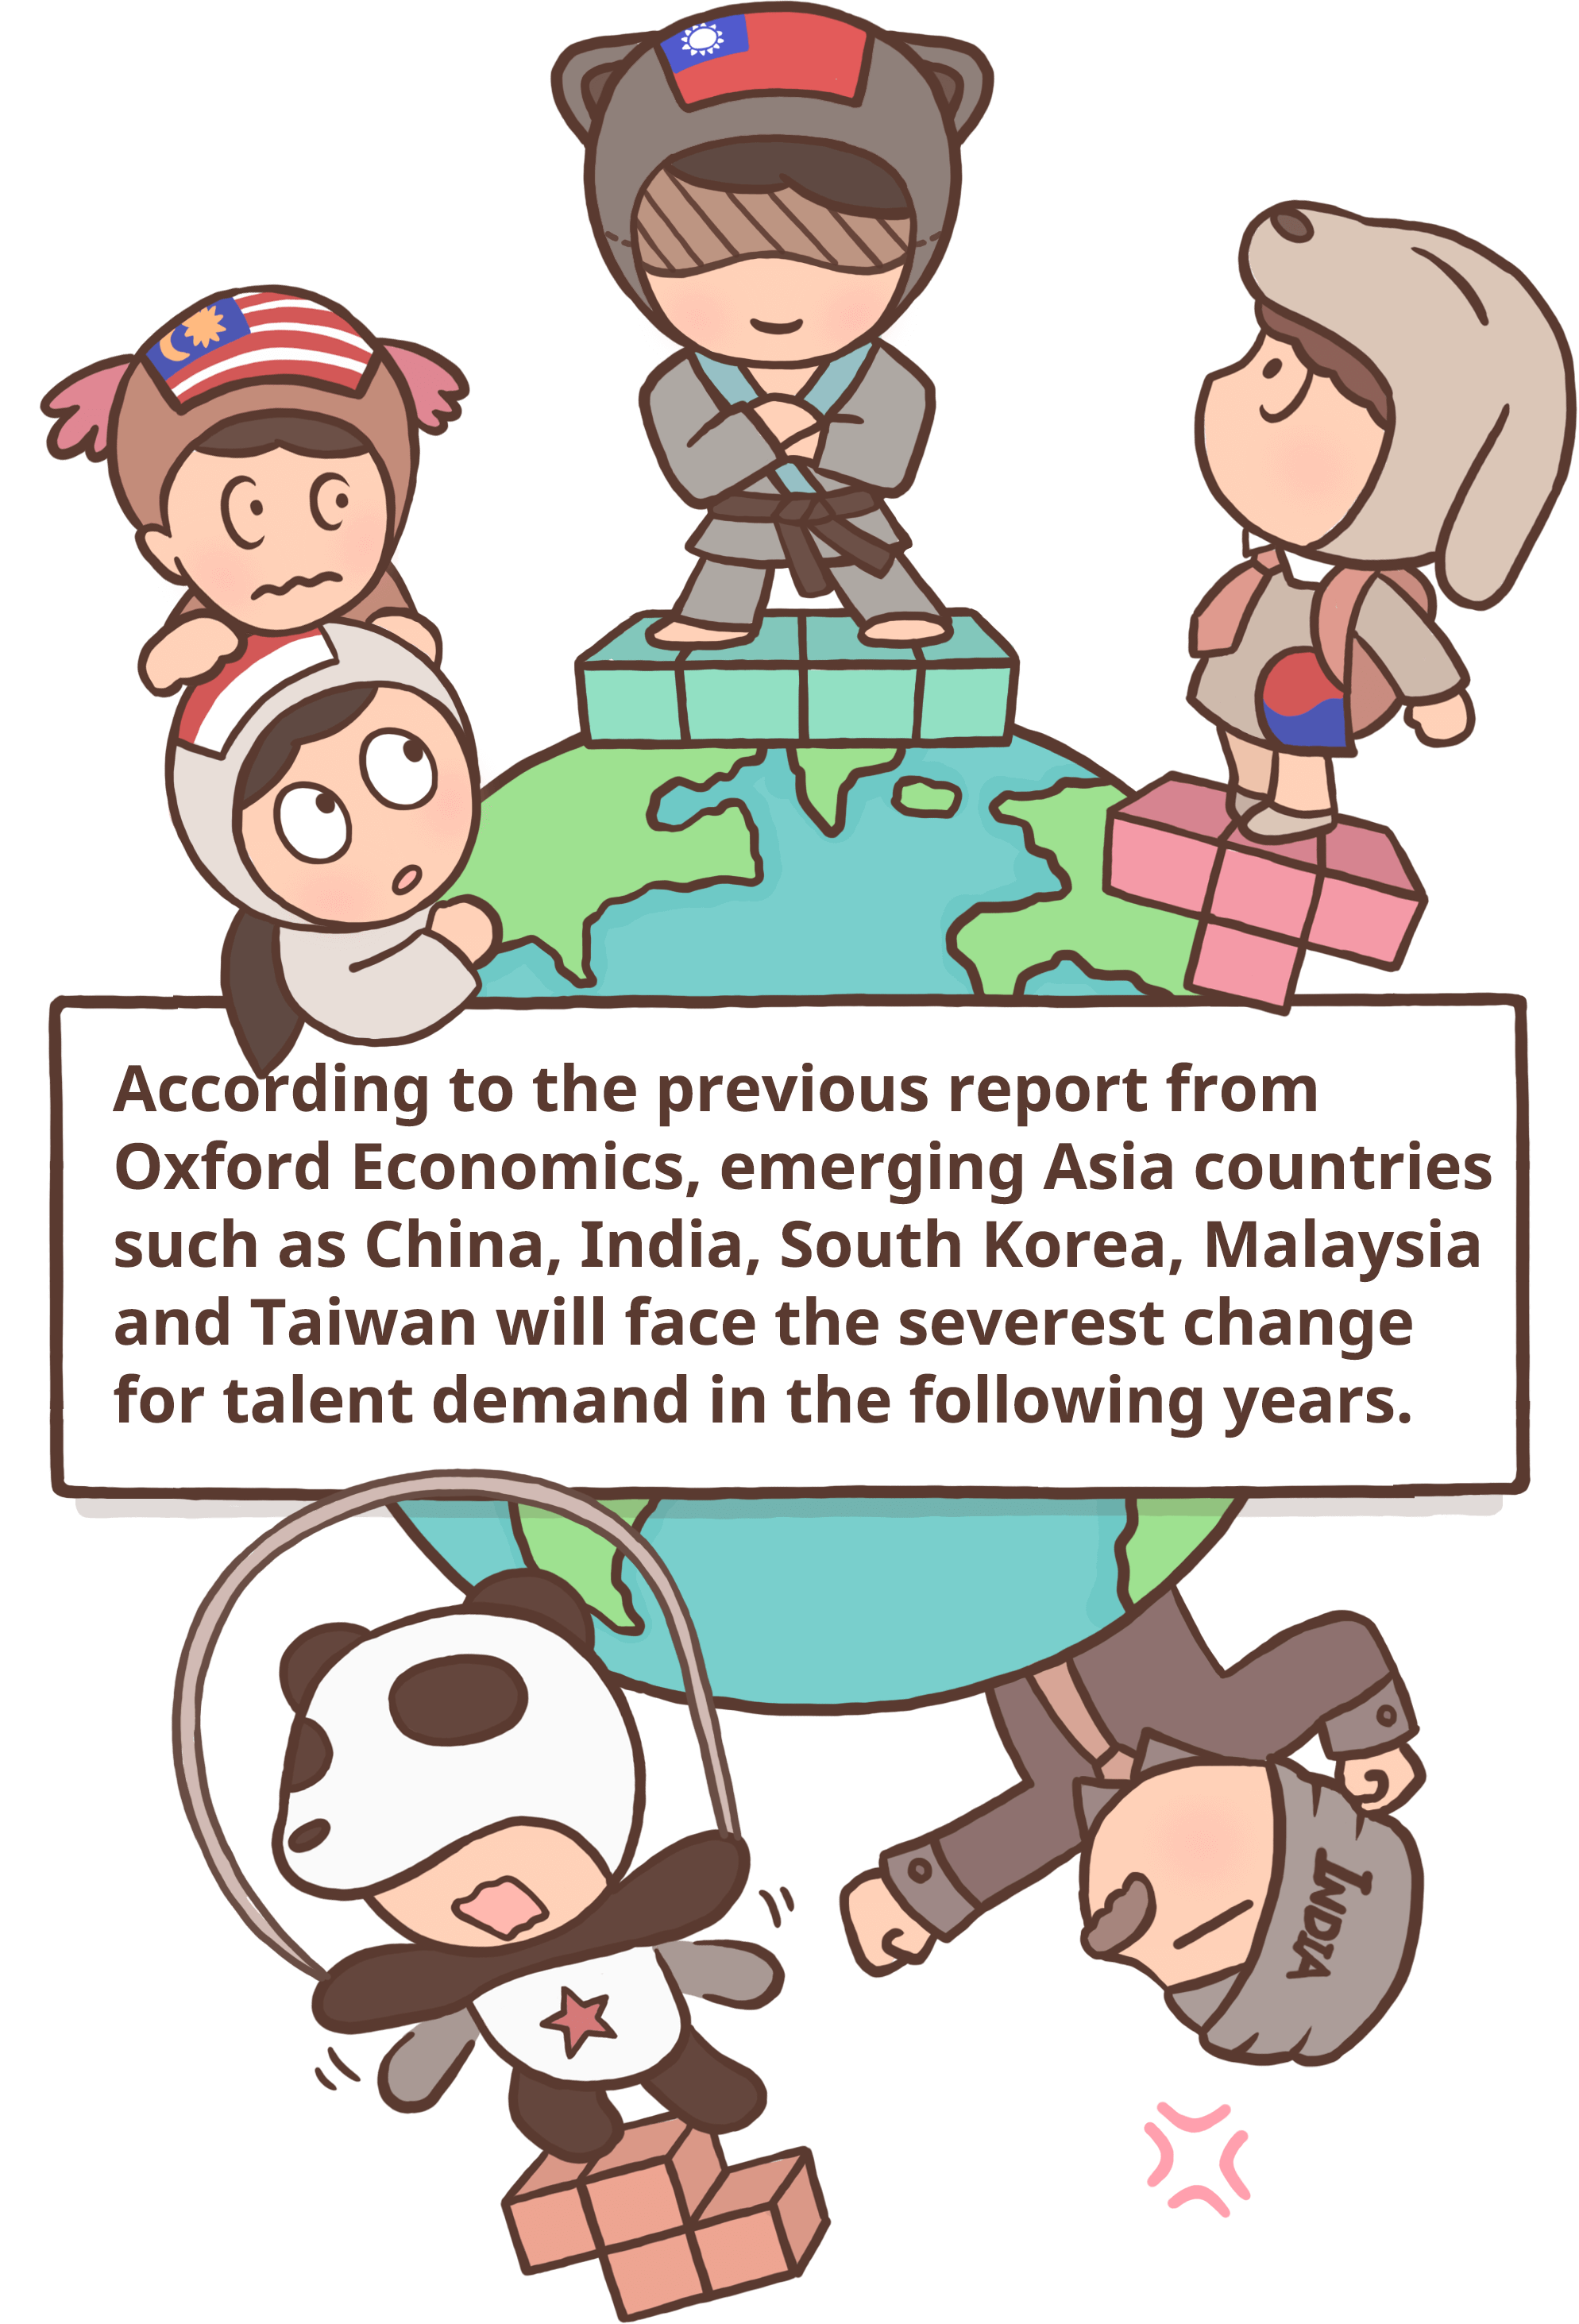 According to the previous report from
Oxford Economics, emerging Asia countries
such as China, India, South Korea, Malaysia
and Taiwan will face the severest change
for talent demand in the following years.
INDIA